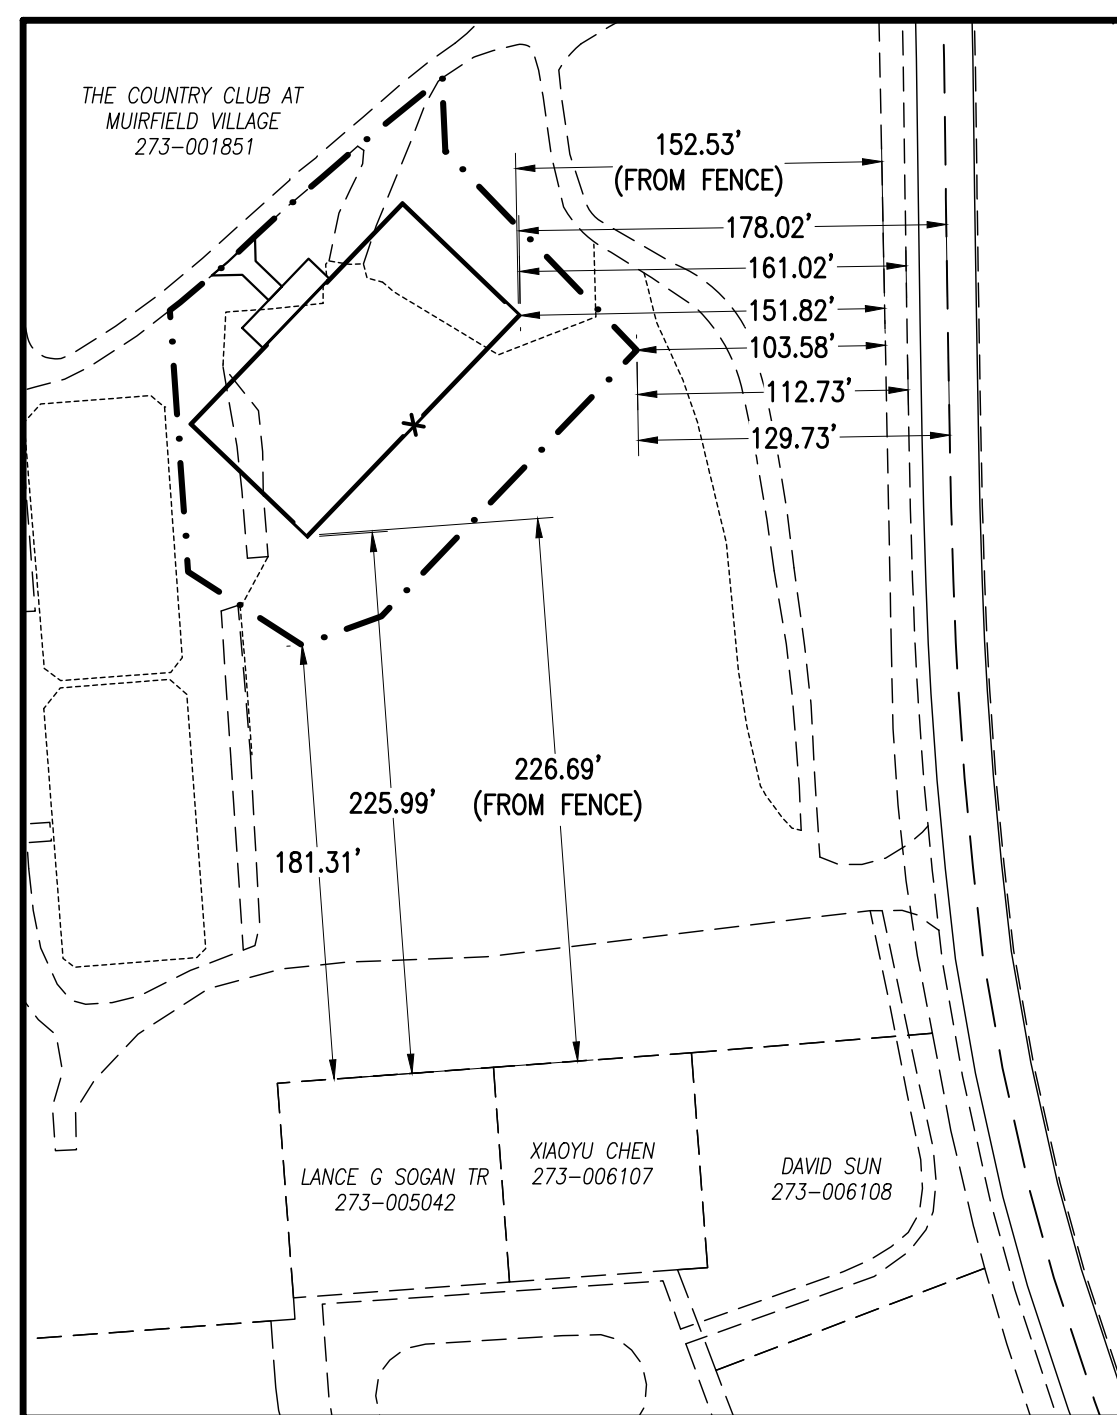 THE COUNTRY CLUB AT
MUIRFIELD VILLAGE
273-001851
152.53'
(FROM FENCE)
178.02'
161.02'
151.82'
103.58'
112.73'
129.73'
226.69'
(FROM FENCE)
225.99'
181.31'
LANCE G SOGAN TR
273-005042
XIAOYU CHEN
273-006107
DAVID SUN
273-006108